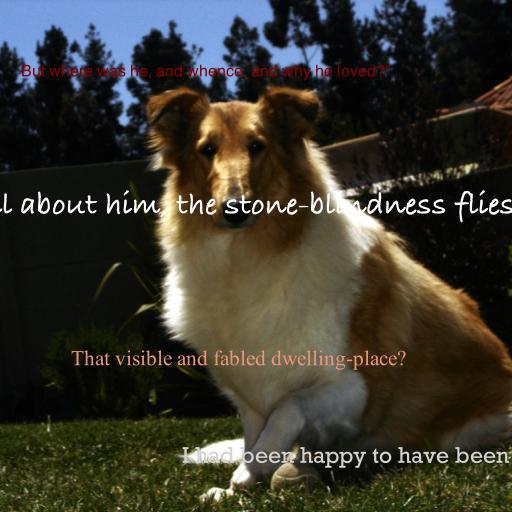 But where was he, and whence, and why he loved?"
l about him, the stone-blindness flies
That visible and fabled dwelling-place?
I had been happy to have been